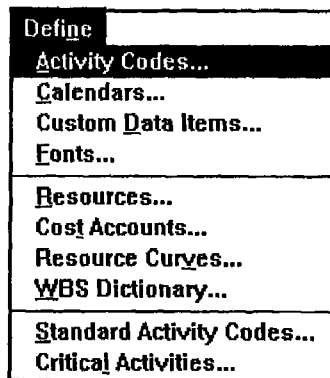 Define
Activity Codes...
Calendars...
Custom Data Items...
Fonts...
Resources...
Cost Accounts...
Resource Curves...
WBS Dictionary...
Standard Activity Codes...
Critical Activities...